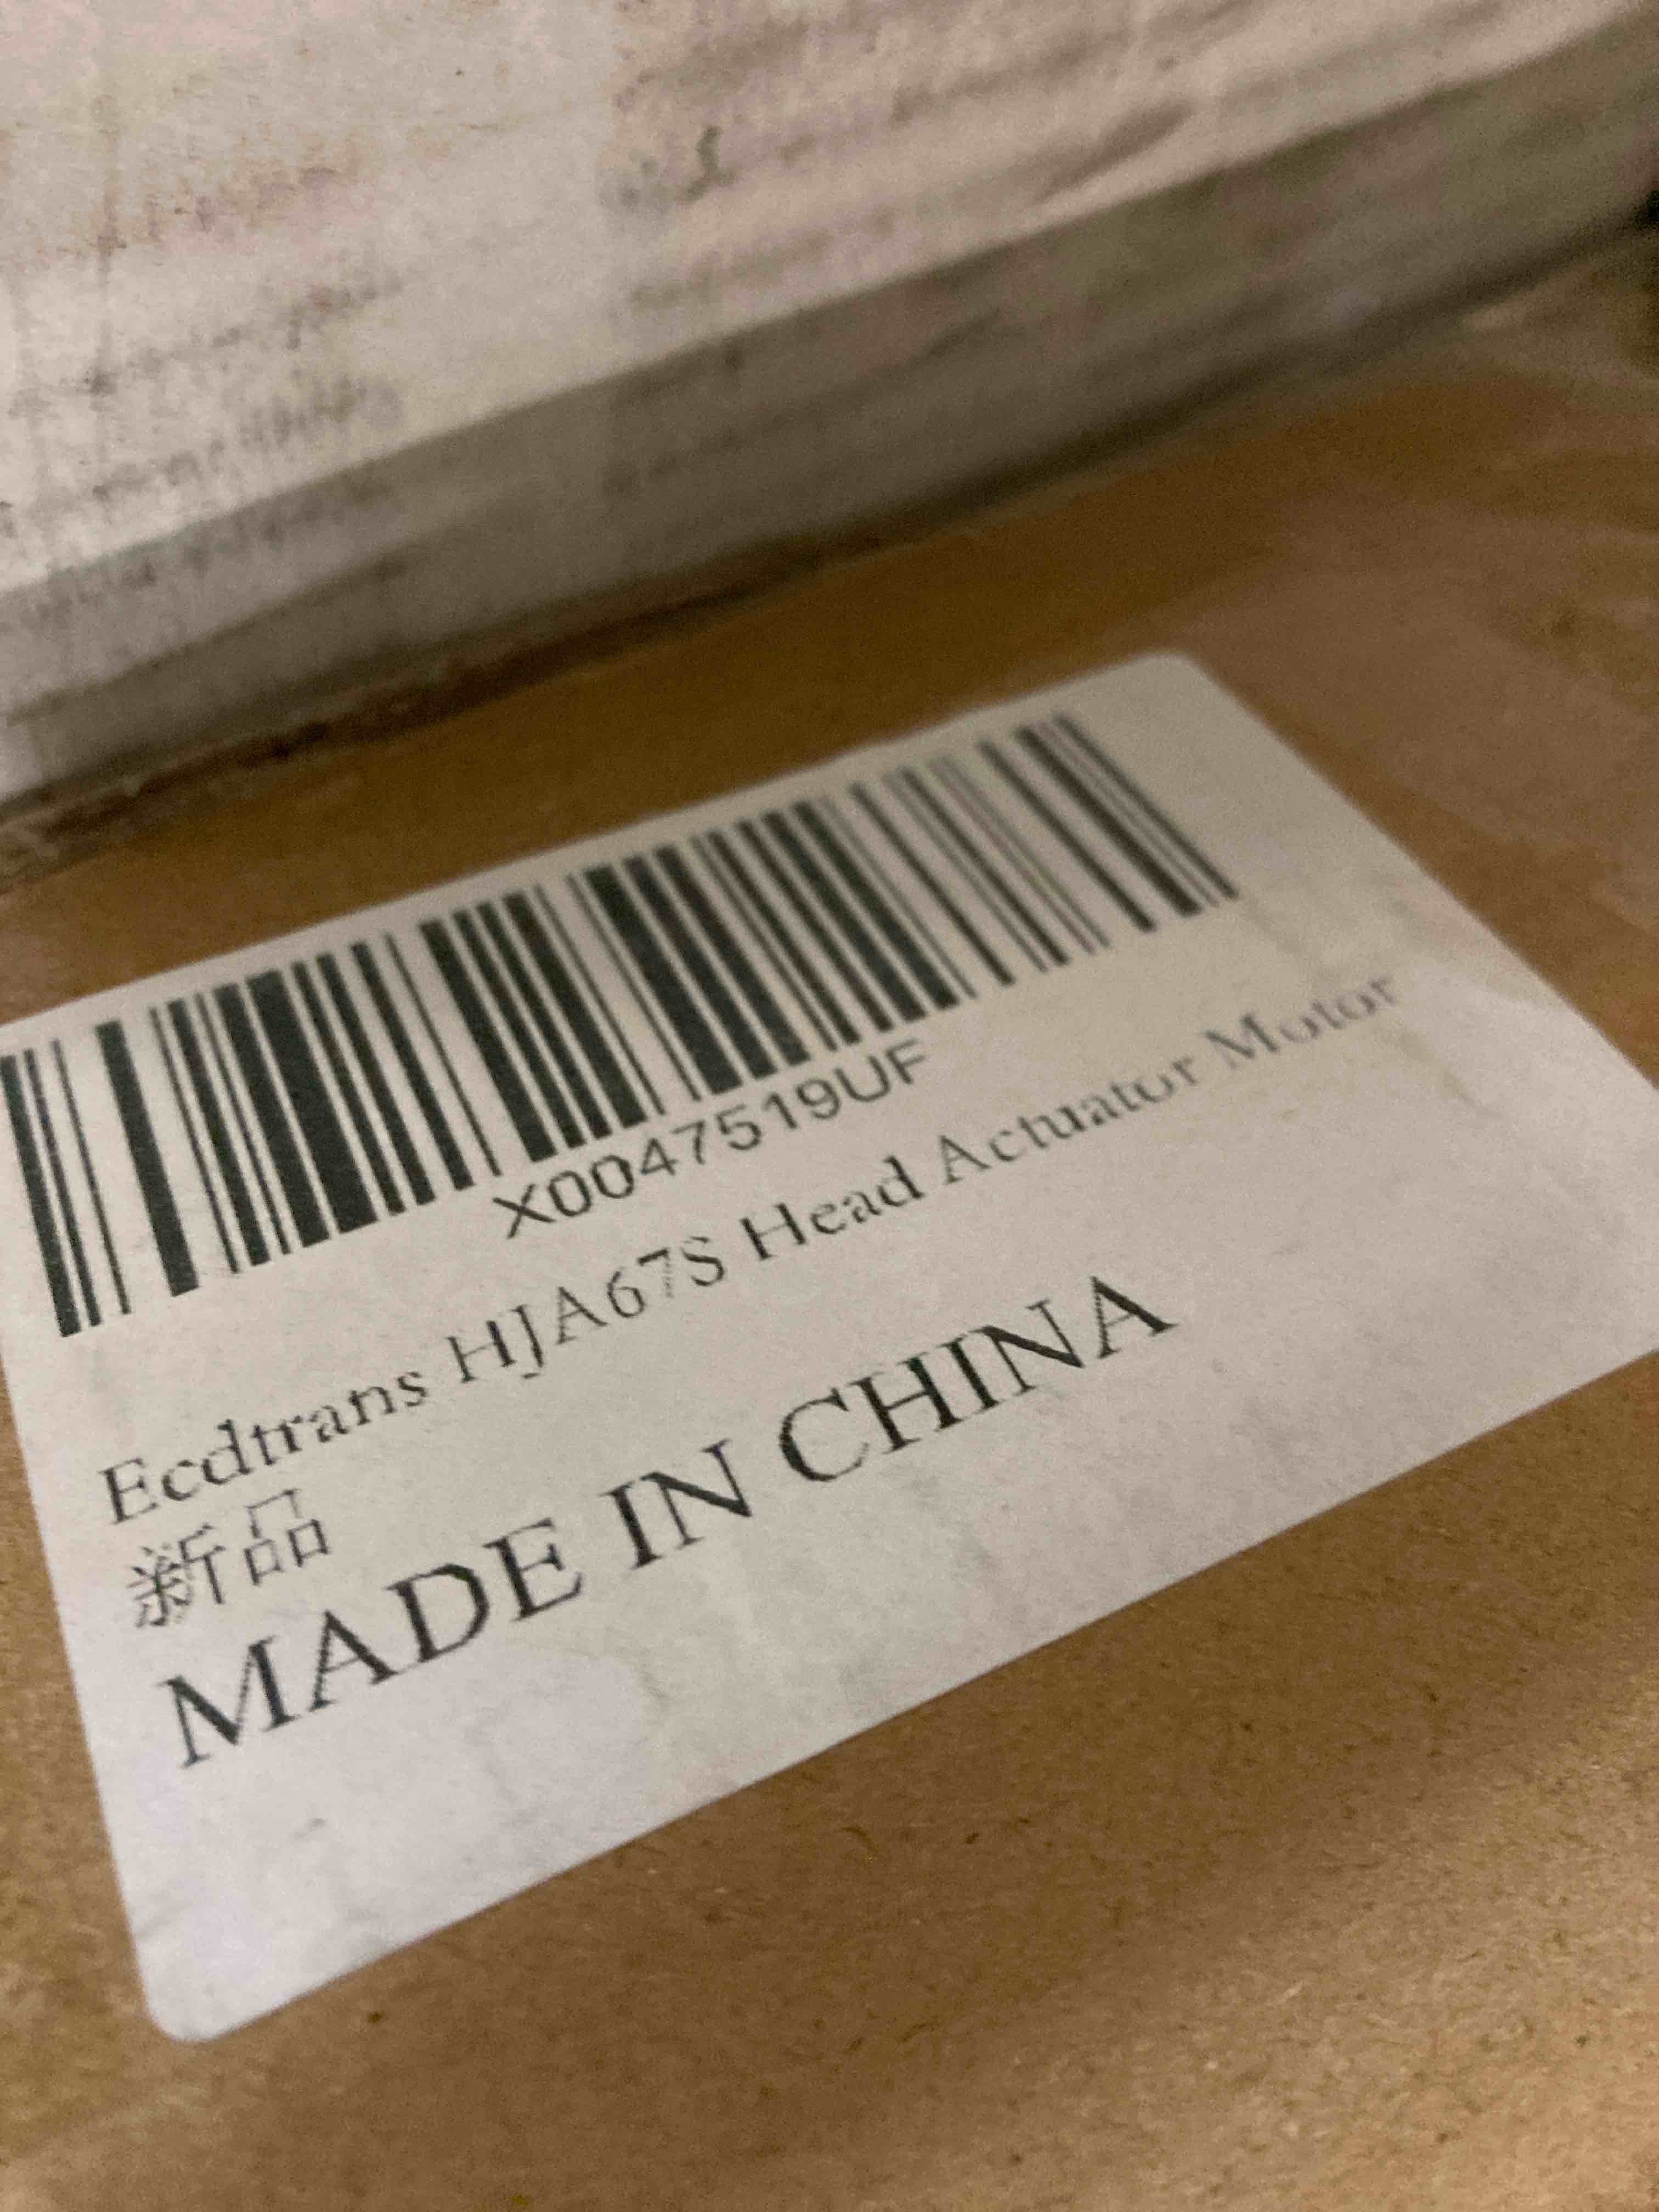 X0047519UF
Ecdtrans HJA67S Head Actuator Motor
新品
MADE IN CHINA